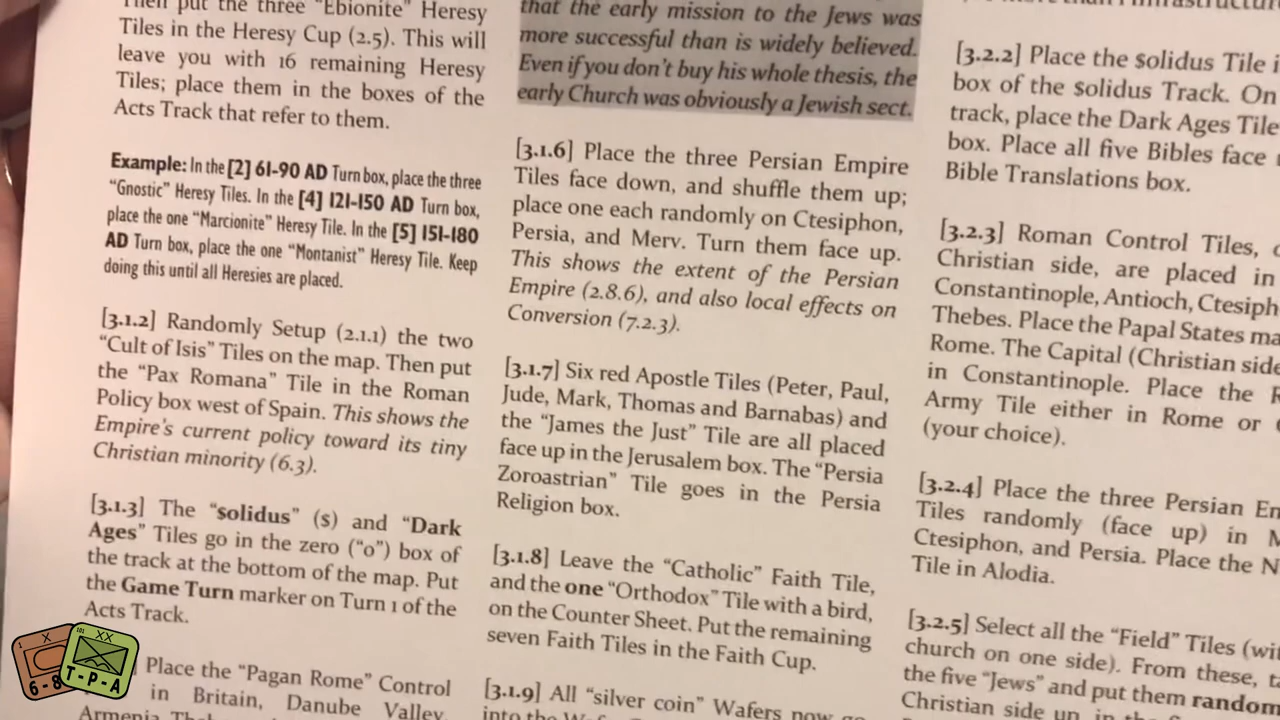 Then put the three "Ebionite" Heresy
Tiles in the Heresy Cup (2.5). This will
leave you with 16 remaining Heresy
Tiles; place them in the boxes of the
Acts Track that refer to them.
Example: In the [2] 61-90 AD Turn box, place the three
"Gnostic" Heresy Tiles. In the [4] 121-150 AD Turn box,
place the one "Marcionite" Heresy Tile. In the [5] 151-180
AD Turn box, place the one "Montanist" Heresy Tile. Keep
doing this until all Heresies are placed.
[3.1.2] Randomly Setup (2.1.1) the two
"Cult of Isis" Tiles on the map. Then put
the "Pax Romana" Tile in the Roman
Policy box west of Spain. This shows the
Empire's current policy toward its tiny
Christian minority (6.3).
[3.1.3] The "solidus" (s) and "Dark
Ages" Tiles go in the zero ("0") box of
the track at the bottom of the map. Put
the Game Turn marker on Turn 1 of the
Acts Track.
Place the "Pagan Rome" Control
in Britain, Danube Valley,
Armenia
that the early mission to the Jews was
more successful than is widely believed.
Even if you don't buy his whole thesis, the
early Church was obviously a Jewish sect.
[3.1.6] Place the three Persian Empire
Tiles face down, and shuffle them up;
place one each randomly on Ctesiphon,
Persia, and Merv. Turn them face up.
This shows the extent of the Persian
Empire (2.8.6), and also local effects on
Conversion (7.2.3).
[3.1.7] Six red Apostle Tiles (Peter, Paul,
Jude, Mark, Thomas and Barnabas) and
the "James the Just" Tile are all placed
face up in the Jerusalem box. The "Persia
Zoroastrian" Tile goes in the Persia
Religion box.
[3.1.8] Leave the "Catholic" Faith Tile,
and the one "Orthodox" Tile with a bird,
on the Counter Sheet. Put the remaining
seven Faith Tiles in the Faith Cup.
[3.1.9] All "silver coin" Wafers now go
into the
[3.2.2] Place the $olidus Tile i
box of the $olidus Track. On
track, place the Dark Ages Tile
box. Place all five Bibles face
Bible Translations box.
[3.2.3] Roman Control Tiles,
Christian side, are placed in
Constantinople, Antioch, Ctesiph
Thebes. Place the Papal States ma
Rome. The Capital (Christian side
in Constantinople. Place the
Army Tile either in Rome or
(your choice).
[3.2.4] Place the three Persian Em
Tiles randomly (face up) in M
Ctesiphon, and Persia. Place the N
Tile in Alodia.
[3.2.5] Select all the "Field" Tiles (wi
church on one side). From these, ta
the five "Jews" and put them random
Christian side up
X
6-8
XX
T-P-A